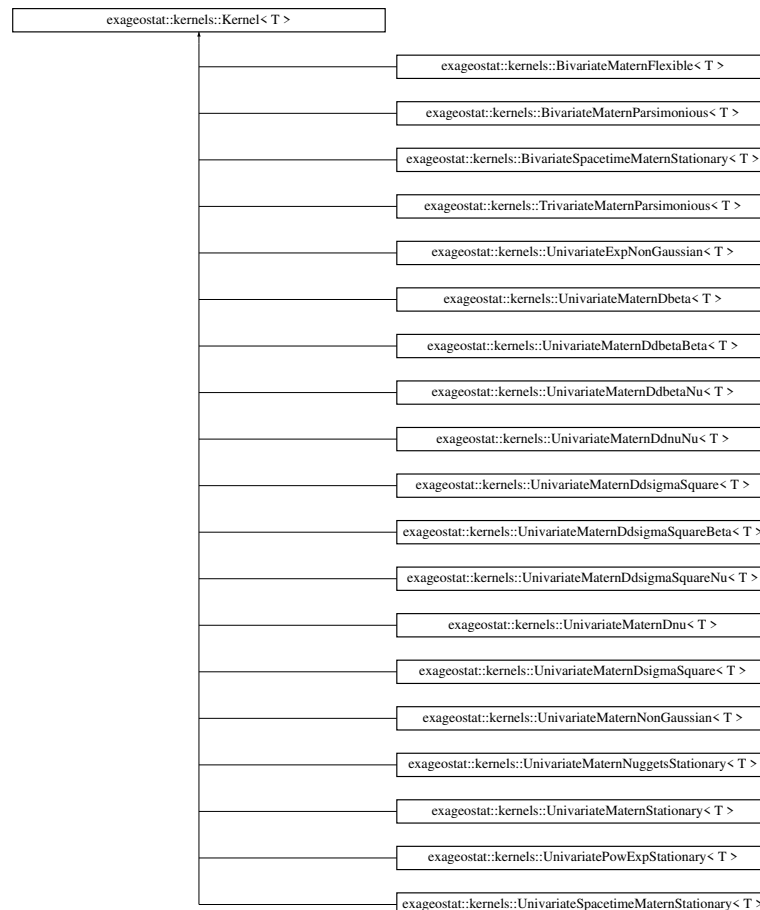 exageostat::kernels::Kernel< T >
exageostat::kernels::BivariateMaternFlexible< T >
exageostat::kernels::BivariateMaternParsimonious< T >
exageostat::kernels::BivariateSpacetimeMaternStationary< T >
exageostat::kernels::TrivariateMaternParsimonious< T >
exageostat::kernels::UnivariateExpNonGaussian< T >
exageostat::kernels::UnivariateMaternDbeta< T >
exageostat::kernels::UnivariateMaternDdbetaBeta< T >
exageostat::kernels::UnivariateMaternDdbetaNu< T >
exageostat::kernels::UnivariateMaternDdnuNu< T >
exageostat::kernels::UnivariateMaternDdsigmaSquare< T >
exageostat::kernels::UnivariateMaternDdsigmaSquareBeta< T >
exageostat::kernels::UnivariateMaternDdsigmaSquareNu< T >
exageostat::kernels::UnivariateMaternDnu< T >
exageostat::kernels::UnivariateMaternDsigmaSquare< T >
exageostat::kernels::UnivariateMaternNonGaussian< T >
exageostat::kernels::UnivariateMaternNuggetsStationary< T >
exageostat::kernels::UnivariateMaternStationary< T >
exageostat::kernels::UnivariatePowExpStationary< T >
exageostat::kernels::UnivariateSpacetimeMaternStationary< T >